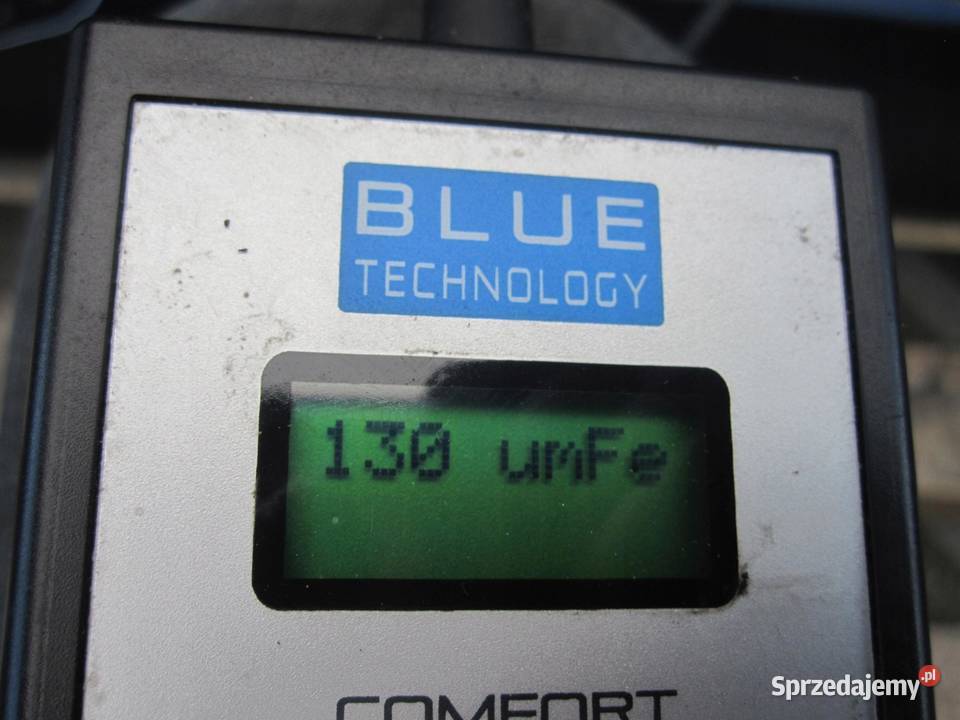 BLUE
TECHNOLOGY
130 umFe
COMFORT
Sprzedajemy.pl